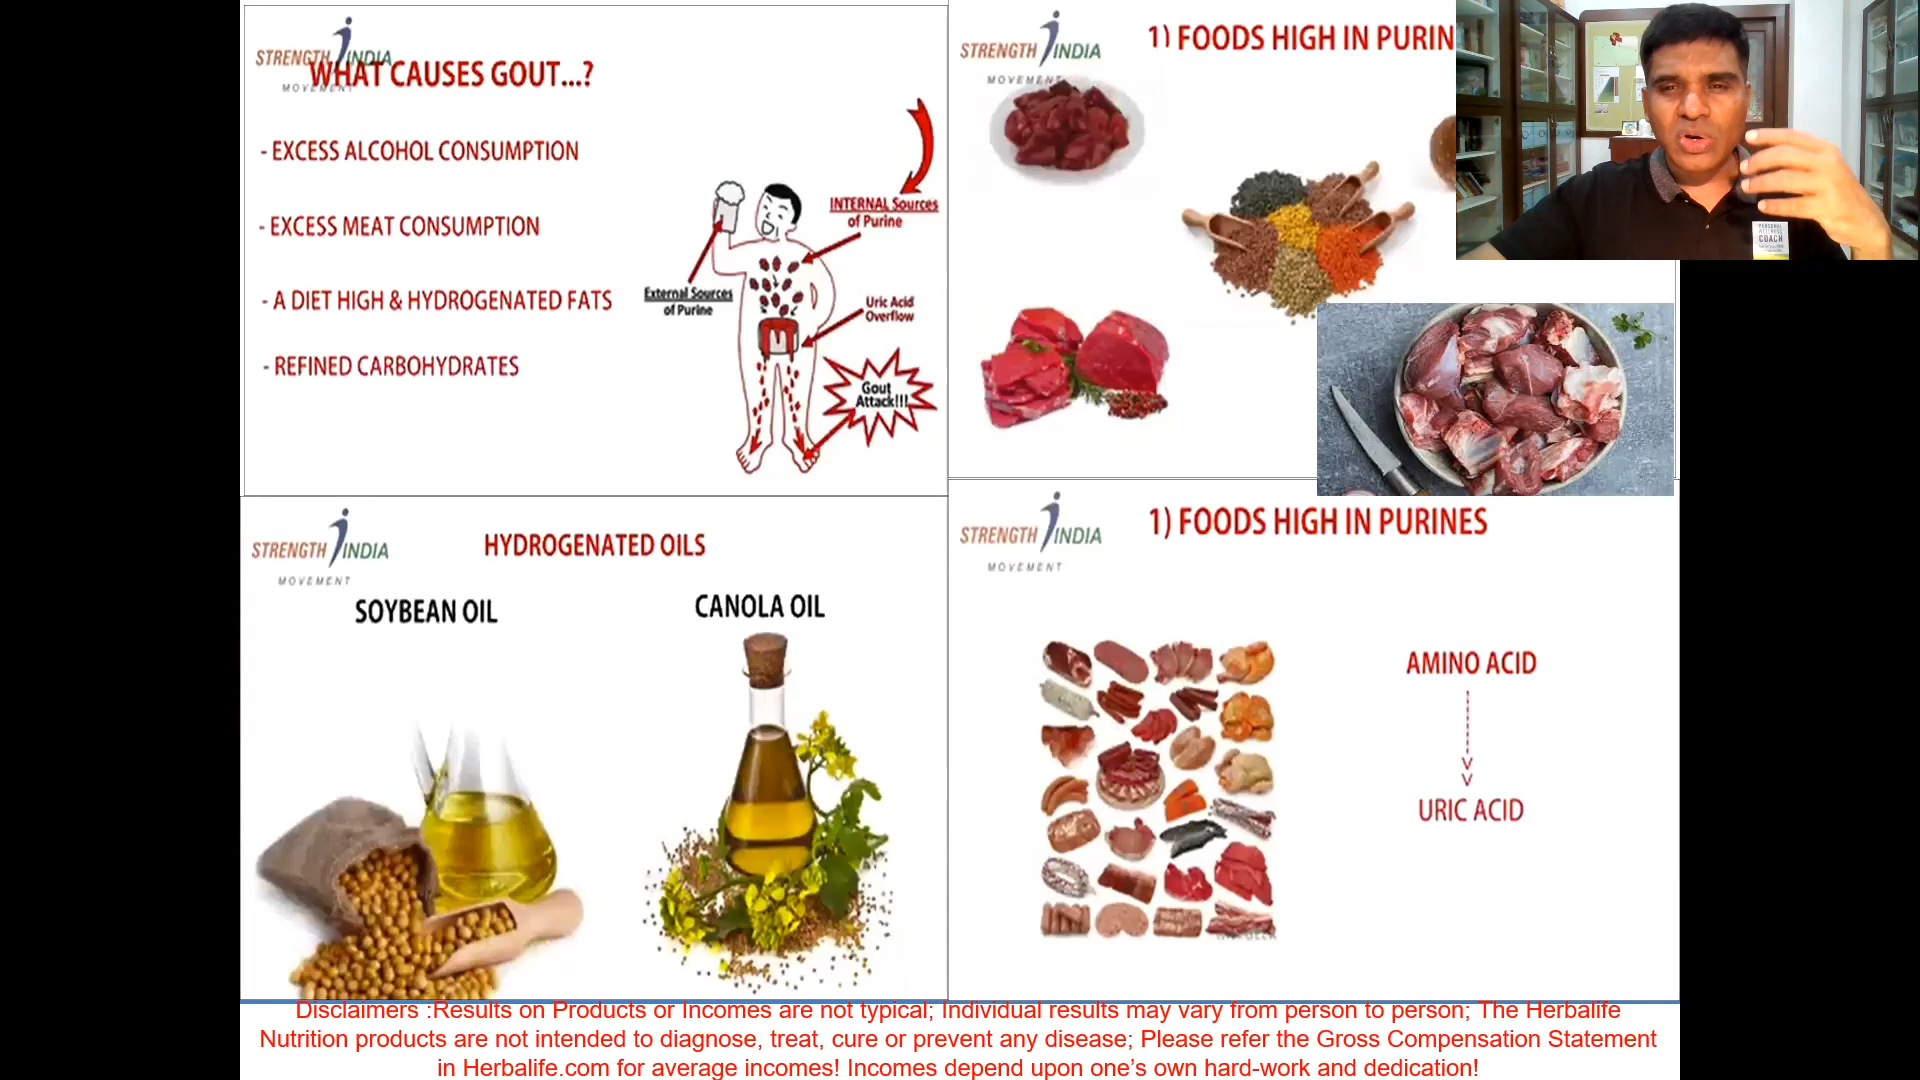 STRENGTH INDIA
MOVEMENT
WHAT CAUSES GOUT...?
- EXCESS ALCOHOL CONSUMPTION
- EXCESS MEAT CONSUMPTION
- A DIET HIGH & HYDROGENATED FATS
- REFINED CARBOHYDRATES
INTERNAL Sources
of Purine
External Sources
of Purine
Uric Acid
Overflow
Gout
Attack!!!
STRENGTH INDIA
MOVEMENT
1) FOODS HIGH IN PURIN
PERSONAL
WELLNESS
COACH
STRENGTH INDIA
MOVEMENT
HYDROGENATED OILS
SOYBEAN OIL
CANOLA OIL
STRENGTH INDIA
MOVEMENT
1) FOODS HIGH IN PURINES
AMINO ACID
URIC ACID
Disclaimers :Results on Products or Incomes are not typical; Individual results may vary from person to person; The Herbalife
Nutrition products are not intended to diagnose, treat, cure or prevent any disease; Please refer the Gross Compensation Statement
in Herbalife.com for average incomes! Incomes depend upon one’s own hard-work and dedication!